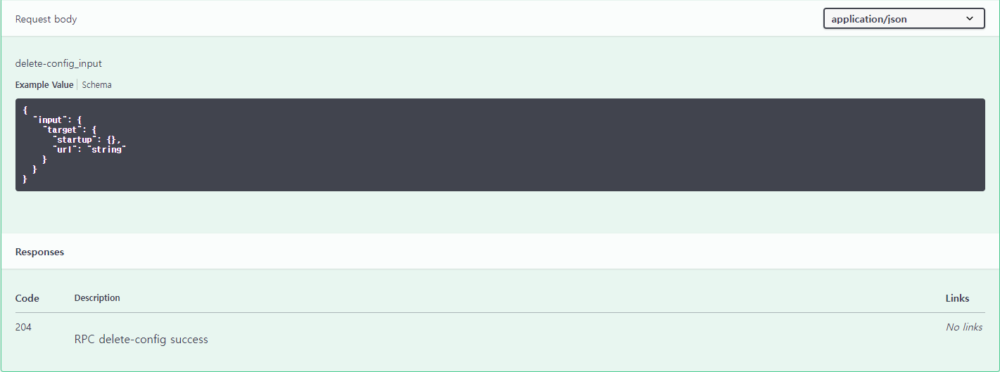 Request body
application/json
delete-config_input
Example Value Schema
{
  "input": {
    "target": {
      "startup": {},
      "url": "string"
    }
  }
}
Responses
Code Description Links
204 No links
RPC delete-config success